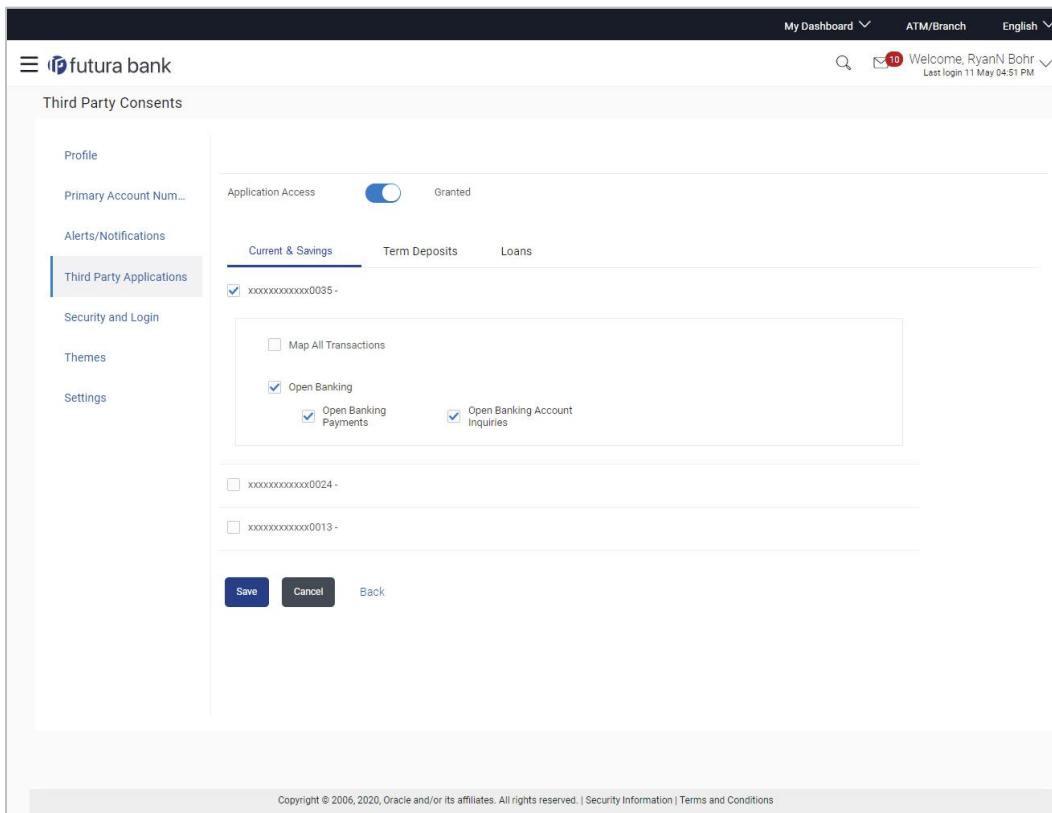 My Dashboard ATM/Branch English
futura bank
10
Welcome, RyanN Bohr
Last login 11 May 04:51 PM
Third Party Consents
Profile
Primary Account Num...
Alerts/Notifications
Third Party Applications
Security and Login
Themes
Settings
Application Access Granted
Current & Savings Term Deposits Loans
xxxxxxxxxxxx0035 -
Map All Transactions
Open Banking
Open Banking
Payments
Open Banking Account
Inquiries
xxxxxxxxxxxx0024 -
xxxxxxxxxxxx0013 -
Save Cancel Back
Copyright © 2006, 2020, Oracle and/or its affiliates. All rights reserved. | Security Information | Terms and Conditions